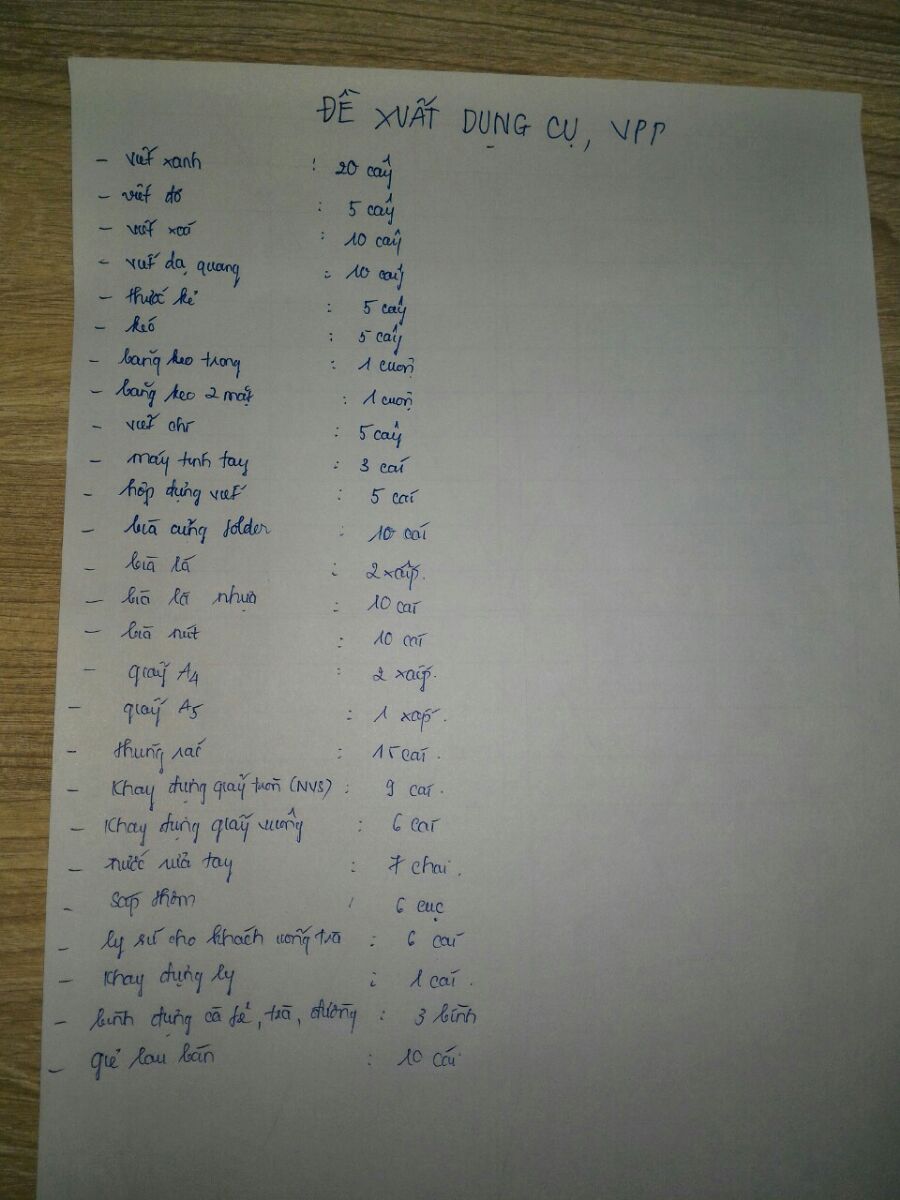 ĐỀ XUẤT DỤNG CỤ, VPP
- viết xanh : 20 cây
- viết đỏ : 5 cây
- viết xoá : 10 cây
- viết dạ quang : 10 cây
- thước kẻ : 5 cây
- kéo : 5 cây
- băng keo trong : 1 cuộn
- băng keo 2 mặt : 1 cuộn
- viết chì : 5 cây
- máy tính tay : 3 cái
- hộp đựng viết : 5 cái
- bìa cứng folder : 10 cái
- bìa lá : 2 xấp.
- bìa lá nhựa : 10 cái
- bìa nút : 10 cái
- giấy A4 : 2 xấp.
- giấy A5 : 1 xấp.
- thùng rác : 15 cái.
- Khay đựng giấy tròn (NVS) : 9 cái.
- Khay đựng giấy vuông : 6 cái
- nước rửa tay : 7 chai.
- Sáp thơm : 6 cục
- ly sứ cho khách uống trà : 6 cái
- Khay đựng ly : 1 cái.
- bình đựng cà fê, trà, đường : 3 bình
- giẻ lau bàn : 10 cái